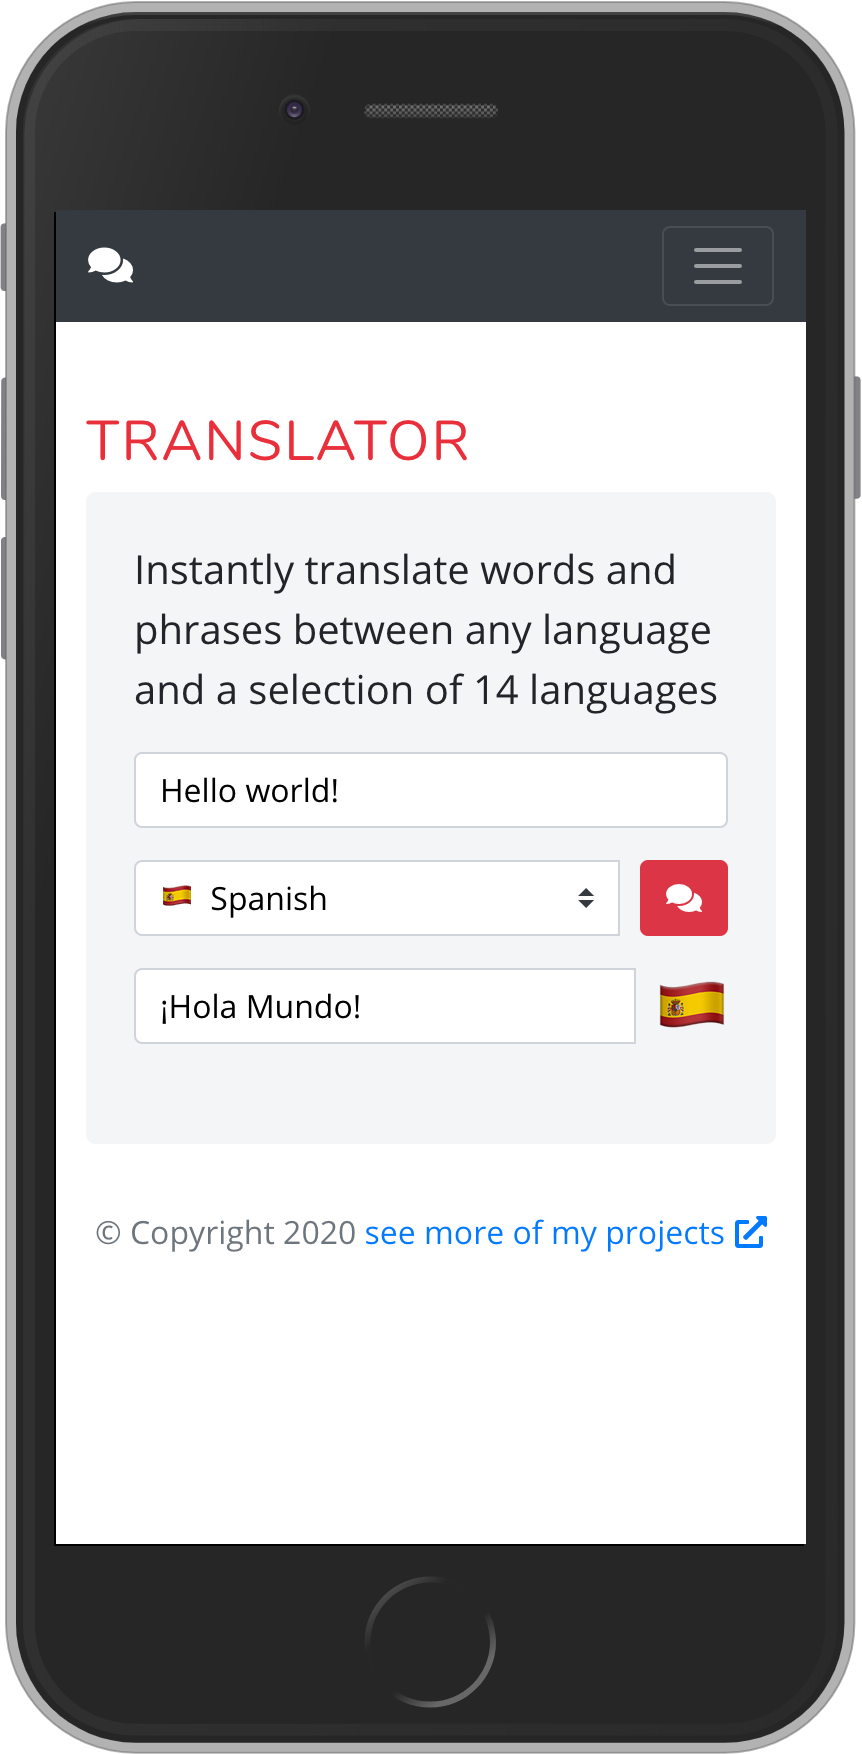 TRANSLATOR
Instantly translate words and
phrases between any language
and a selection of 14 languages
Hello world!
Spanish
¡Hola Mundo!
© Copyright 2020 see more of my projects